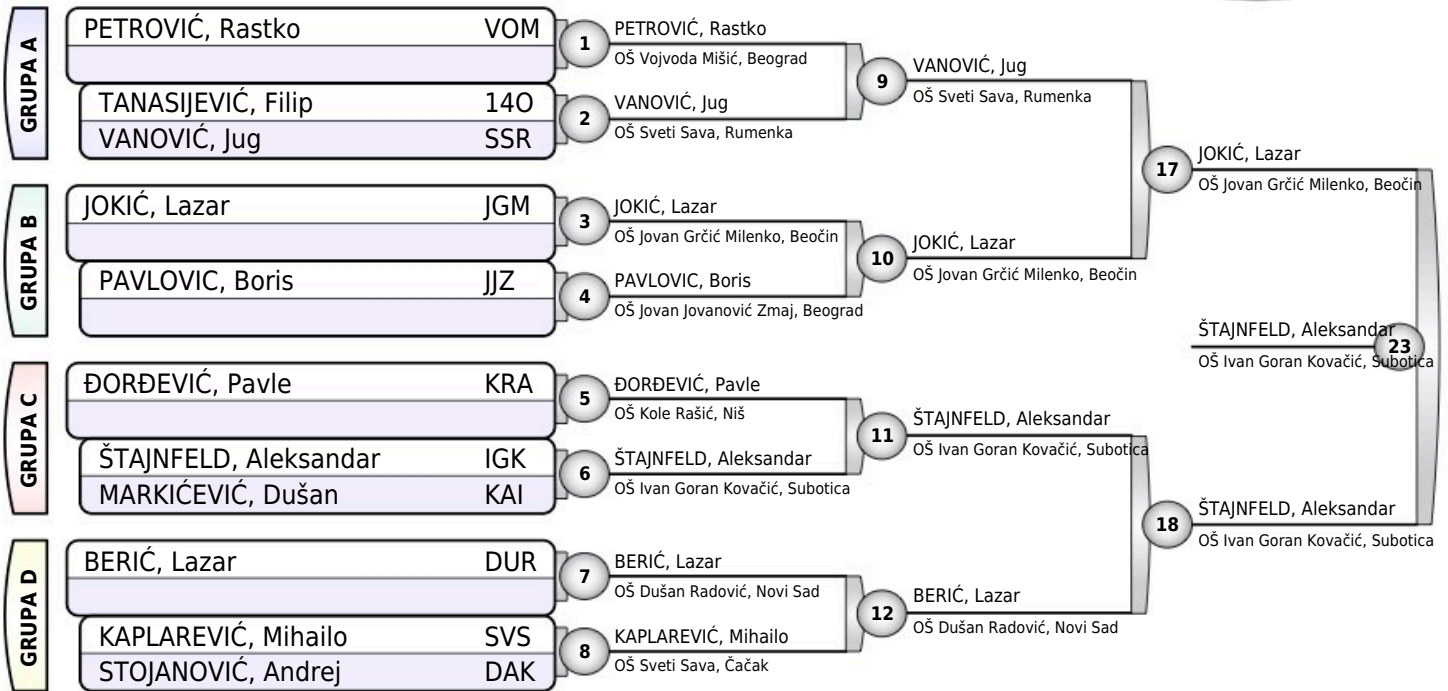 GRUPA A
PETROVIĆ, Rastko VOM
TANASIJEVIĆ, Filip 14O
VANOVIĆ, Jug SSR
GRUPA B
JOKIĆ, Lazar JGM
PAVLOVIC, Boris JJZ
GRUPA C
ĐORĐEVIĆ, Pavle KRA
ŠTAJNFELD, Aleksandar IGK
MARKIĆEVIĆ, Dušan KAI
GRUPA D
BERIĆ, Lazar DUR
KAPLAREVIĆ, Mihailo SVS
STOJANOVIĆ, Andrej DAK
1
PETROVIĆ, Rastko
OŠ Vojvoda Mišić, Beograd
2
VANOVIĆ, Jug
OŠ Sveti Sava, Rumenka
3
JOKIĆ, Lazar
OŠ Jovan Grčić Milenko, Beočin
4
PAVLOVIC, Boris
OŠ Jovan Jovanović Zmaj, Beograd
5
ĐORĐEVIĆ, Pavle
OŠ Kole Rašić, Niš
6
ŠTAJNFELD, Aleksandar
OŠ Ivan Goran Kovačić, Subotica
7
BERIĆ, Lazar
OŠ Dušan Radović, Novi Sad
8
KAPLAREVIĆ, Mihailo
OŠ Sveti Sava, Čačak
9
VANOVIĆ, Jug
OŠ Sveti Sava, Rumenka
10
JOKIĆ, Lazar
OŠ Jovan Grčić Milenko, Beočin
11
ŠTAJNFELD, Aleksandar
OŠ Ivan Goran Kovačić, Subotica
12
BERIĆ, Lazar
OŠ Dušan Radović, Novi Sad
17
JOKIĆ, Lazar
OŠ Jovan Grčić Milenko, Beočin
18
ŠTAJNFELD, Aleksandar
OŠ Ivan Goran Kovačić, Subotica
23
ŠTAJNFELD, Aleksandar
OŠ Ivan Goran Kovačić, Subotica